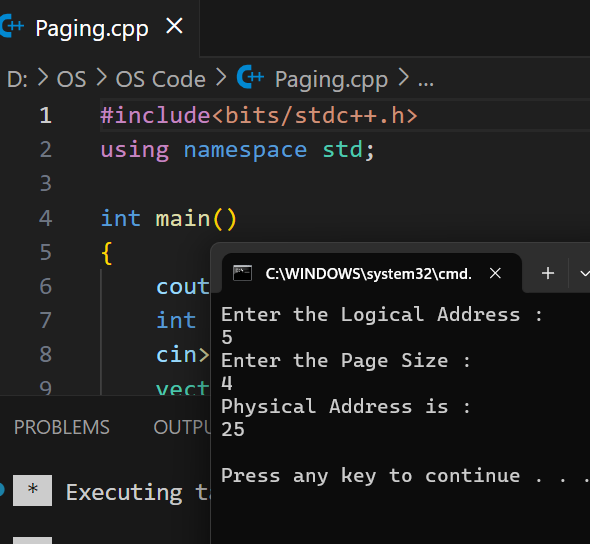 Paging.cpp
D: > OS > OS Code > Paging.cpp > ...
1 #include<bits/stdc++.h>
2 using namespace std;
3
4 int main()
5 {
6 cout
7 int
8 cin>
9 vect
C:\WINDOWS\system32\cmd.
Enter the Logical Address :
5
Enter the Page Size :
4
Physical Address is :
25
Press any key to continue . . .
PROBLEMS OUTPU
* Executing ta